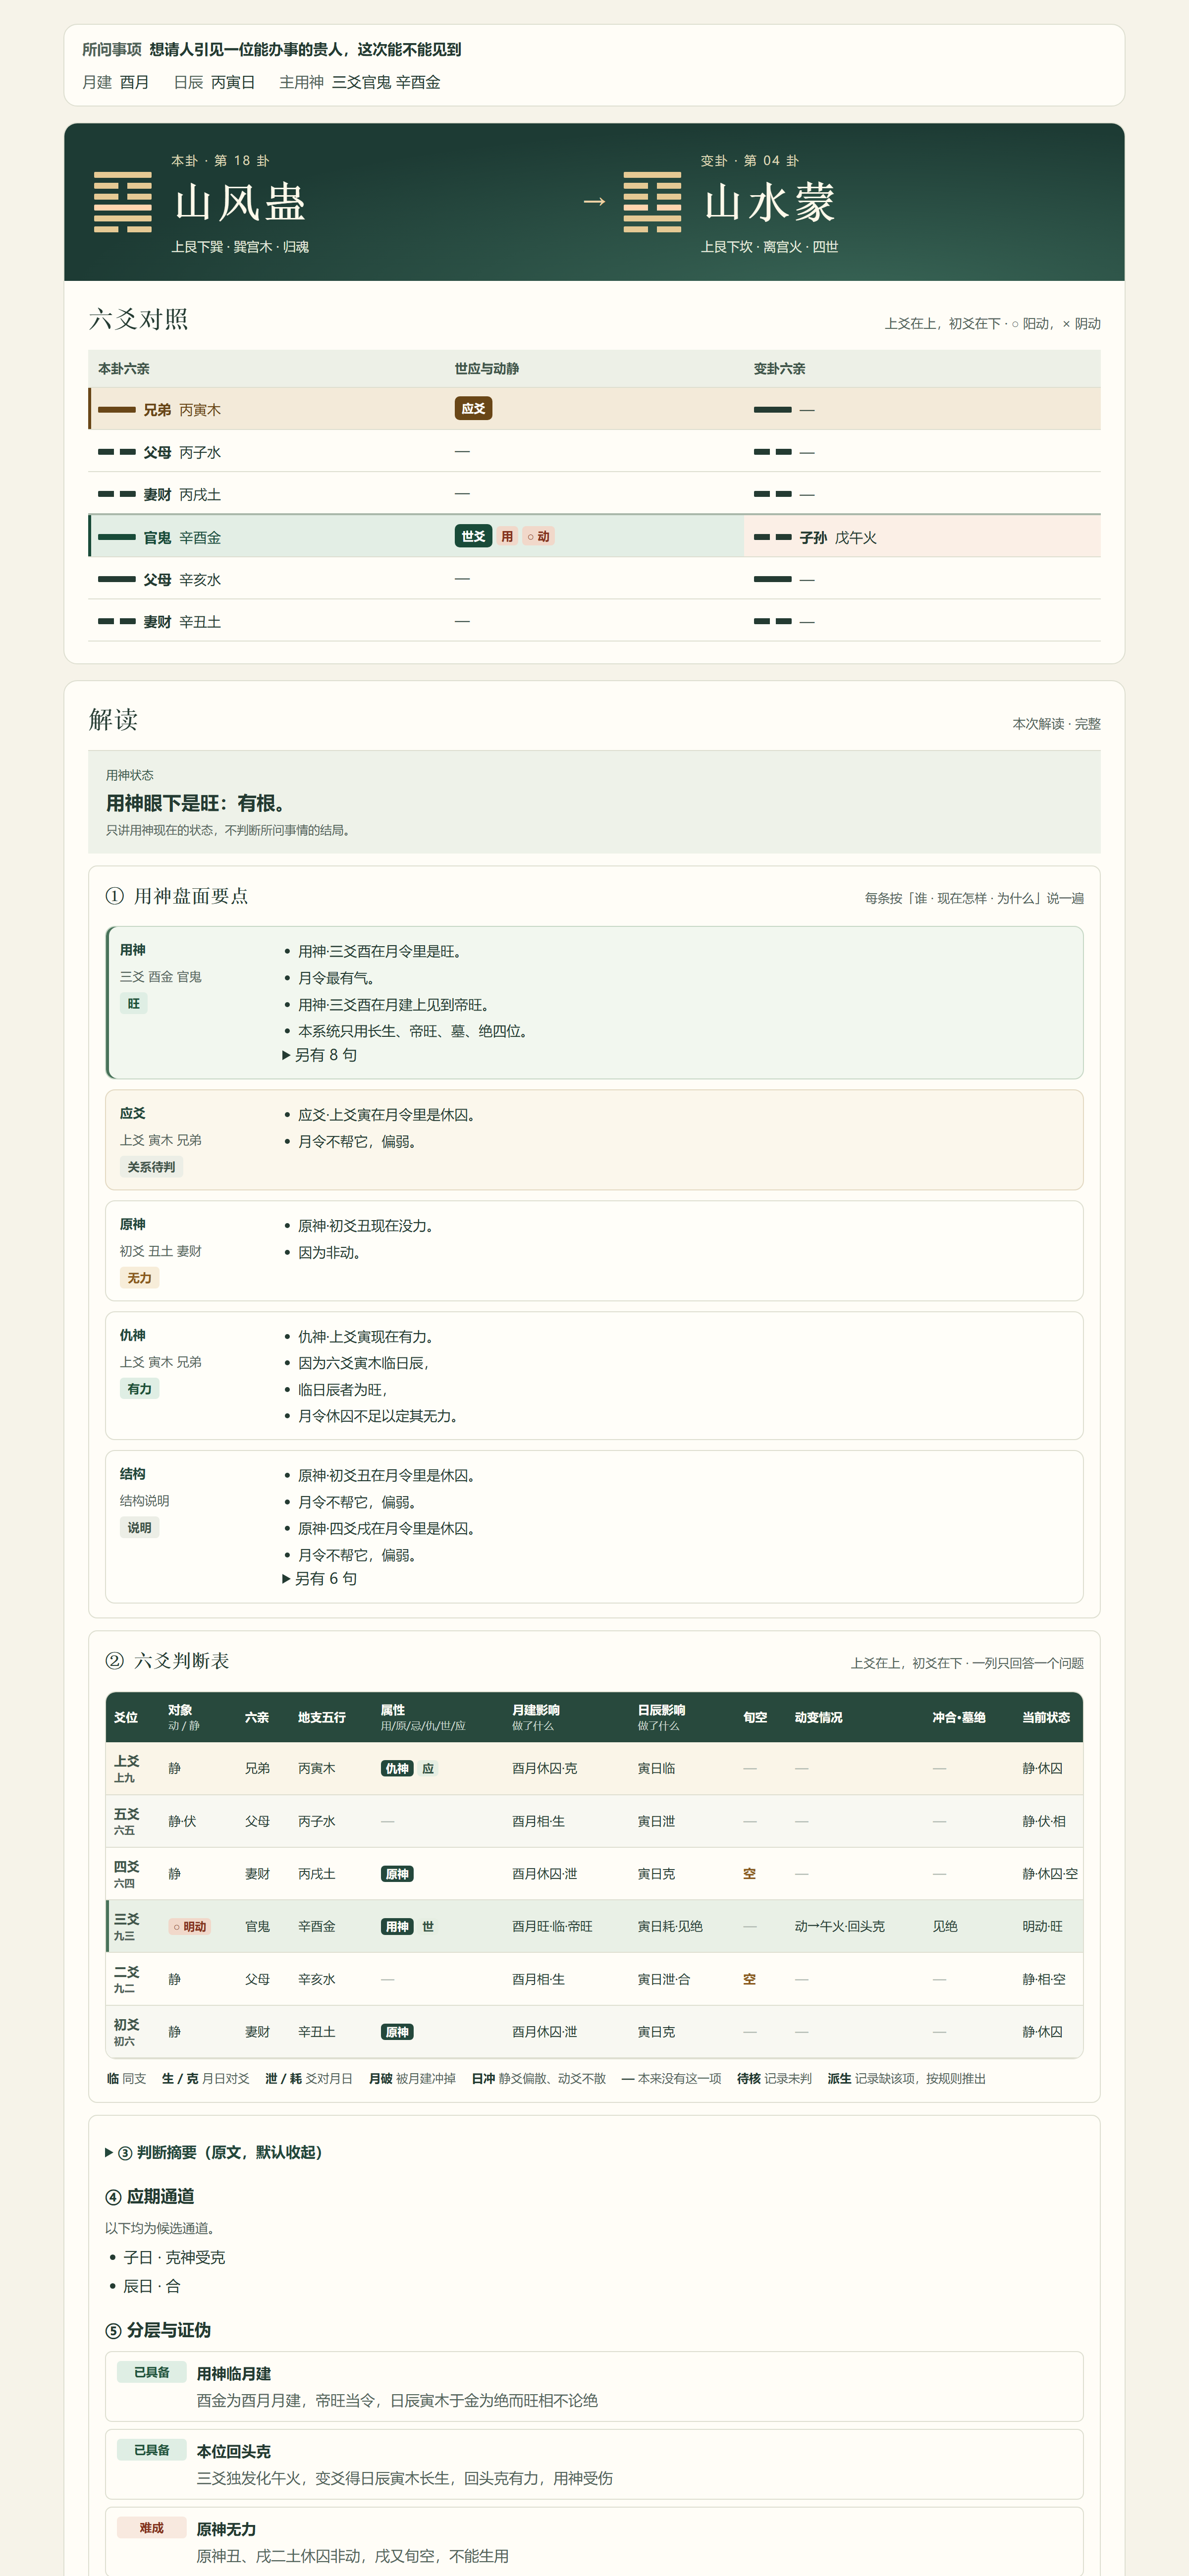 所问事项 想请人引见一位能办事的贵人，这次能不能见到
月建 酉月 日辰 丙寅日 主用神 三爻官鬼 辛酉金
本卦 · 第 18 卦
山风蛊
上艮下巽 · 巽宫木 · 归魂
→
变卦 · 第 04 卦
山水蒙
上艮下坎 · 离宫火 · 四世
六爻对照
上爻在上，初爻在下 · ○ 阳动，× 阴动
本卦六亲 世应与动静 变卦六亲
兄弟 丙寅木 应爻 —
父母 丙子水 — —
妻财 丙戌土 — —
官鬼 辛酉金 世爻 用 ○ 动 子孙 戊午火
父母 辛亥水 — —
妻财 辛丑土 — —
解读
本次解读 · 完整
用神状态
用神眼下是旺：有根。
只讲用神现在的状态，不判断所问事情的结局。
① 用神盘面要点
每条按「谁 · 现在怎样 · 为什么」说一遍
用神
三爻 酉金 官鬼
旺
• 用神·三爻酉在月令里是旺。
• 月令最有气。
• 用神·三爻酉在月建上见到帝旺。
• 本系统只用长生、帝旺、墓、绝四位。
▶ 另有 8 句
应爻
上爻 寅木 兄弟
关系待判
• 应爻·上爻寅在月令里是休囚。
• 月令不帮它，偏弱。
原神
初爻 丑土 妻财
无力
• 原神·初爻丑现在没力。
• 因为非动。
仇神
上爻 寅木 兄弟
有力
• 仇神·上爻寅现在有力。
• 因为六爻寅木临日辰，
• 临日辰者为旺，
• 月令休囚不足以定其无力。
结构
结构说明
说明
• 原神·初爻丑在月令里是休囚。
• 月令不帮它，偏弱。
• 原神·四爻戌在月令里是休囚。
• 月令不帮它，偏弱。
▶ 另有 6 句
② 六爻判断表
上爻在上，初爻在下 · 一列只回答一个问题
爻位 对象 六亲 地支五行 属性 月建影响 日辰影响 旬空 动变情况 冲合·墓绝 当前状态
动 / 静 用/原/忌/仇/世/应 做了什么 做了什么
上爻 静 兄弟 丙寅木 仇神 应 酉月休囚·克 寅日临 — — — 静·休囚
上九
五爻 静·伏 父母 丙子水 — 酉月相·生 寅日泄 — — — 静·伏·相
六五
四爻 静 妻财 丙戌土 原神 酉月休囚·泄 寅日克 空 — — 静·休囚·空
六四
三爻 ○ 明动 官鬼 辛酉金 用神 世 酉月旺·临·帝旺 寅日耗·见绝 — 动→午火·回头克 见绝 明动·旺
九三
二爻 静 父母 辛亥水 — 酉月相·生 寅日泄·合 空 — — 静·相·空
九二
初爻 静 妻财 辛丑土 原神 酉月休囚·泄 寅日克 — — — 静·休囚
初六
临 同支 生 / 克 月日对爻 泄 / 耗 爻对月日 月破 被月建冲掉 日冲 静爻偏散、动爻不散 — 本来没有这一项 待核 记录未判 派生 记录缺该项，按规则推出
▶ ③ 判断摘要（原文，默认收起）
④ 应期通道
以下均为候选通道。
• 子日 · 克神受克
• 辰日 · 合
⑤ 分层与证伪
已具备 用神临月建
酉金为酉月月建，帝旺当令，日辰寅木于金为绝而旺相不论绝
已具备 本位回头克
三爻独发化午火，变爻得日辰寅木长生，回头克有力，用神受伤
难成 原神无力
原神丑、戌二土休囚非动，戌又旬空，不能生用